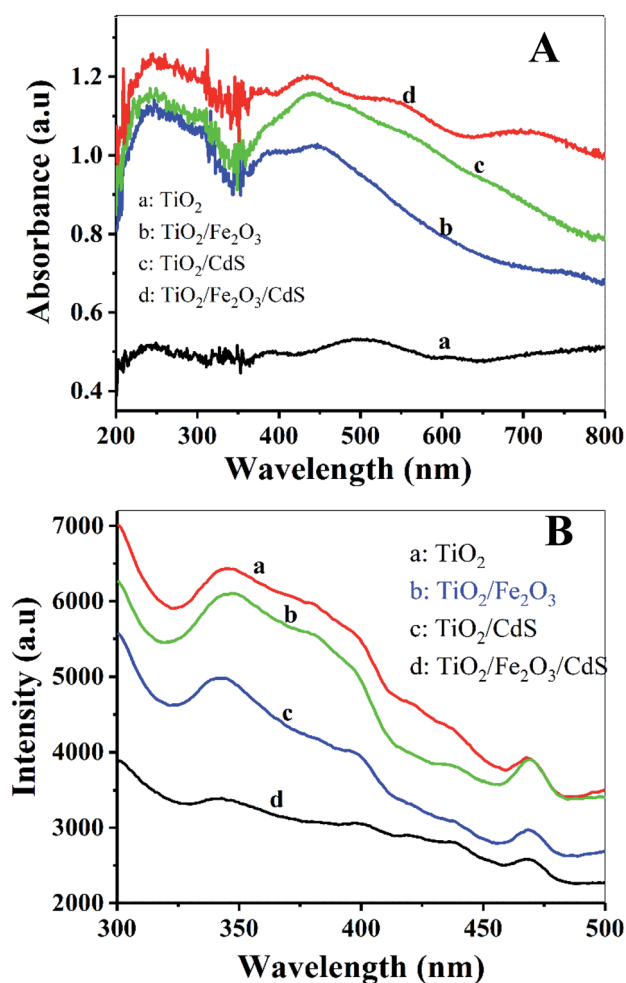 A
1.2
1.0
0.8
0.6
0.4
Absorbance (a.u)
d
c
b
a
a: TiO₂
b: TiO₂/Fe₂O₃
c: TiO₂/CdS
d: TiO₂/Fe₂O₃/CdS
200 300 400 500 600 700 800
Wavelength (nm)
B
7000
6000
5000
4000
3000
2000
Intensity (a.u)
a
b
c
d
a: TiO₂
b: TiO₂/Fe₂O₃
c: TiO₂/CdS
d: TiO₂/Fe₂O₃/CdS
300 350 400 450 500
Wavelength (nm)